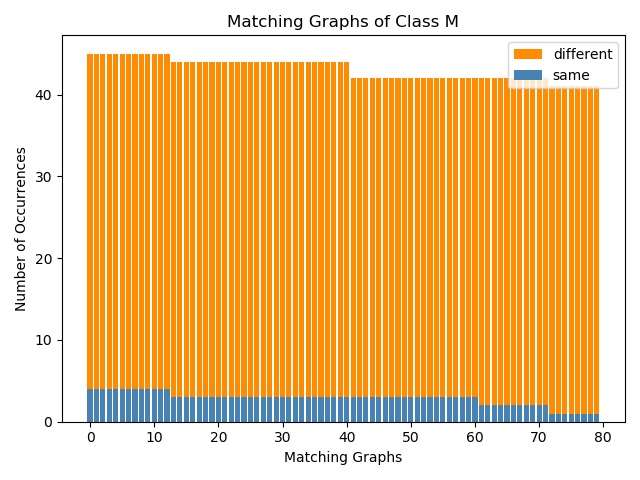 Matching Graphs of Class M
different
same
Number of Occurrences
40
30
20
10
0
0 10 20 30 40 50 60 70 80
Matching Graphs